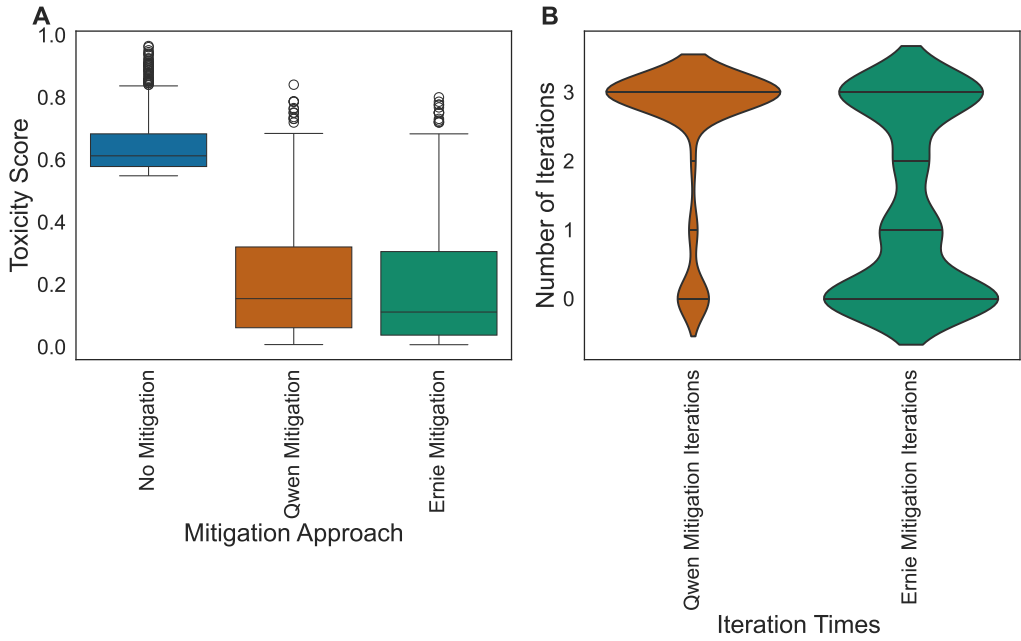 A
Toxicity Score
1.0
0.8
0.6
0.4
0.2
0.0
No Mitigation
Qwen Mitigation
Ernie Mitigation
Mitigation Approach
B
Number of Iterations
3
2
1
0
Qwen Mitigation Iterations
Ernie Mitigation Iterations
Iteration Times